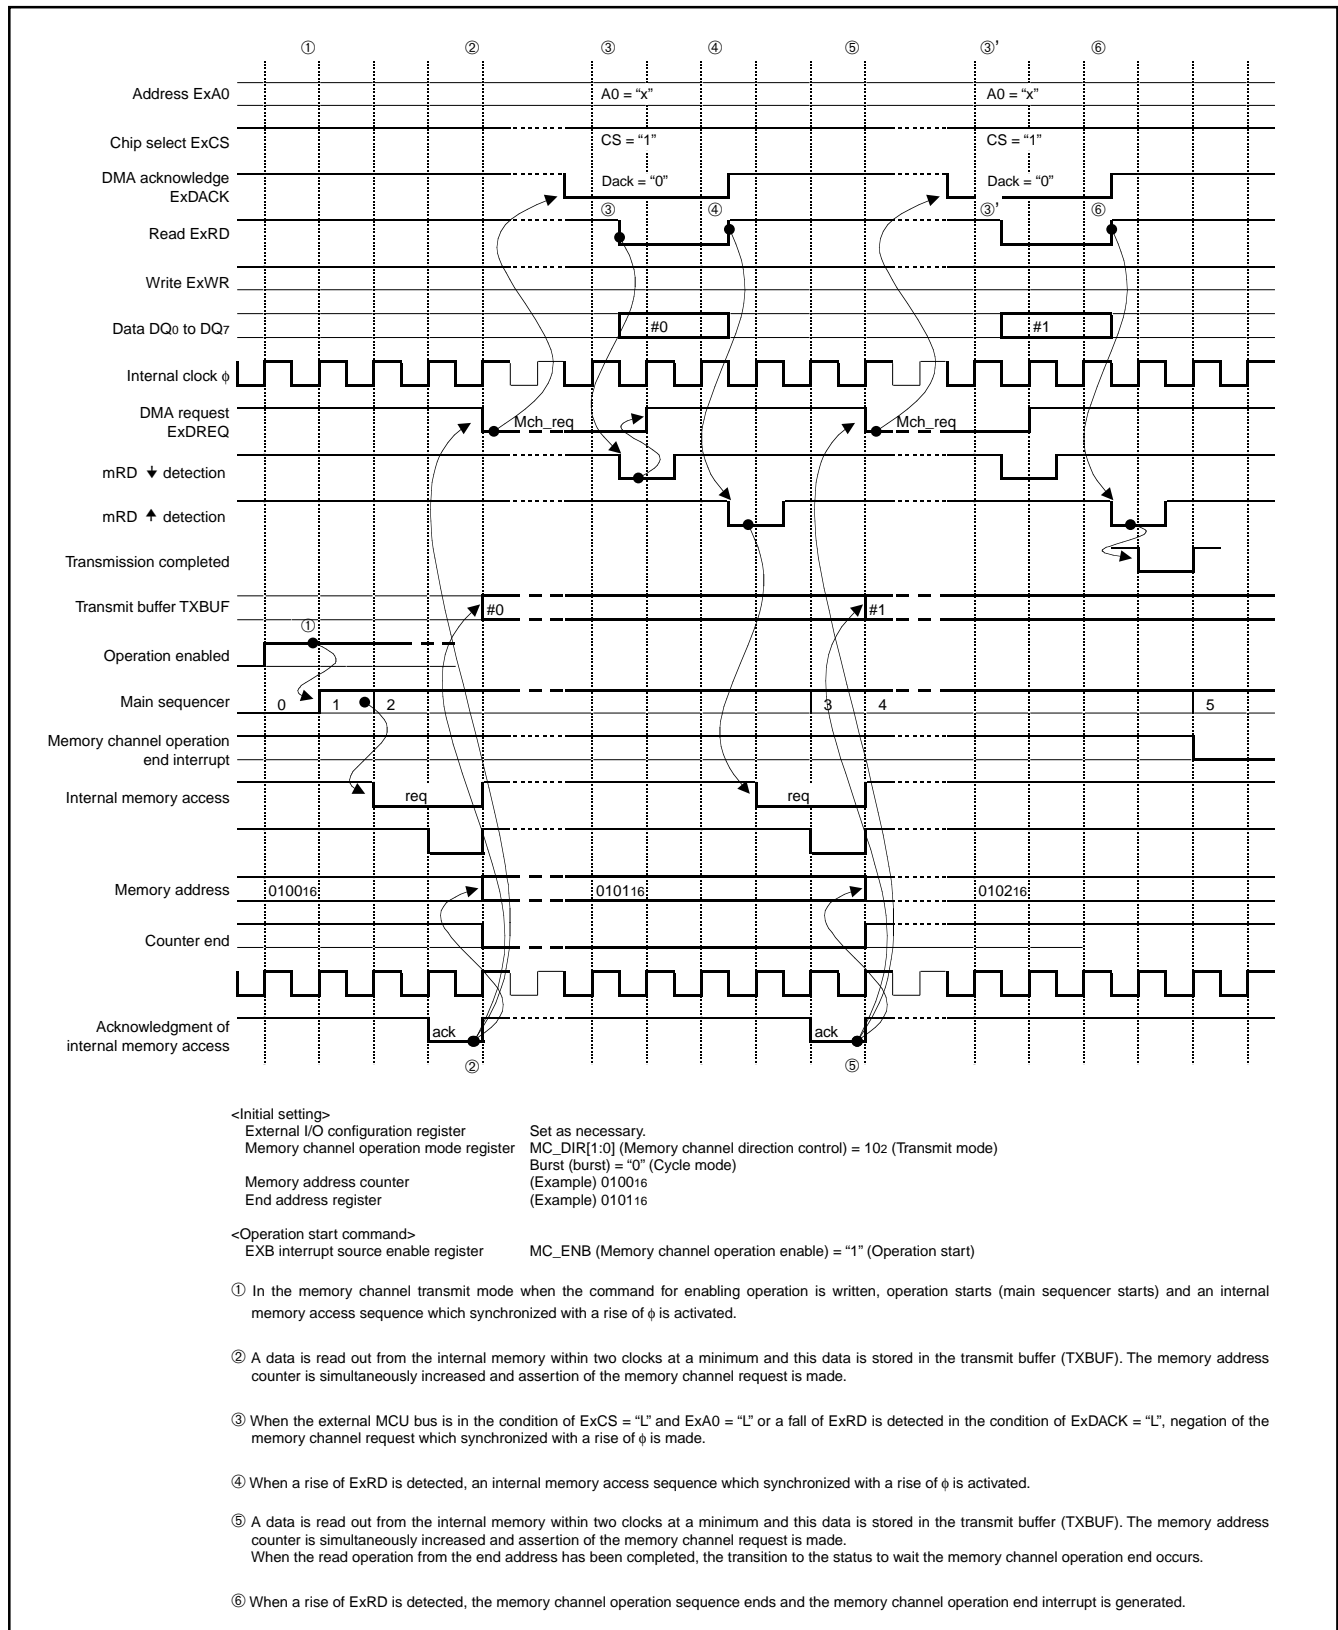 ① ② ③ ④ ⑤ ③’ ⑥
Address ExA0 A0 = “x” A0 = “x”
Chip select ExCS CS = “1” CS = “1”
DMA acknowledge
ExDACK Dack = “0” Dack = “0”
③ ④ ③’ ⑥
Read ExRD
Write ExWR
Data DQ0 to DQ7 #0 #1
Internal clock ϕ
DMA request
ExDREQ Mch_req Mch_req
mRD ↓ detection
mRD ↑ detection
Transmission completed
Transmit buffer TXBUF #0 #1
①
Operation enabled
Main sequencer 0 1 2 3 4 5
Memory channel operation
end interrupt
Internal memory access req req
Memory address 010016 010116 010216
Counter end
Acknowledgment of
internal memory access ack ack
② ⑤
<Initial setting>
External I/O configuration register Set as necessary.
Memory channel operation mode register MC_DIR[1:0] (Memory channel direction control) = 102 (Transmit mode)
Burst (burst) = “0” (Cycle mode)
Memory address counter (Example) 010016
End address register (Example) 010116
<Operation start command>
EXB interrupt source enable register MC_ENB (Memory channel operation enable) = “1” (Operation start)
① In the memory channel transmit mode when the command for enabling operation is written, operation starts (main sequencer starts) and an internal
memory access sequence which synchronized with a rise of ϕ is activated.
② A data is read out from the internal memory within two clocks at a minimum and this data is stored in the transmit buffer (TXBUF). The memory address
counter is simultaneously increased and assertion of the memory channel request is made.
③ When the external MCU bus is in the condition of ExCS = “L” and ExA0 = “L” or a fall of ExRD is detected in the condition of ExDACK = “L”, negation of the
memory channel request which synchronized with a rise of ϕ is made.
④ When a rise of ExRD is detected, an internal memory access sequence which synchronized with a rise of ϕ is activated.
⑤ A data is read out from the internal memory within two clocks at a minimum and this data is stored in the transmit buffer (TXBUF). The memory address
counter is simultaneously increased and assertion of the memory channel request is made.
When the read operation from the end address has been completed, the transition to the status to wait the memory channel operation end occurs.
⑥ When a rise of ExRD is detected, the memory channel operation sequence ends and the memory channel operation end interrupt is generated.